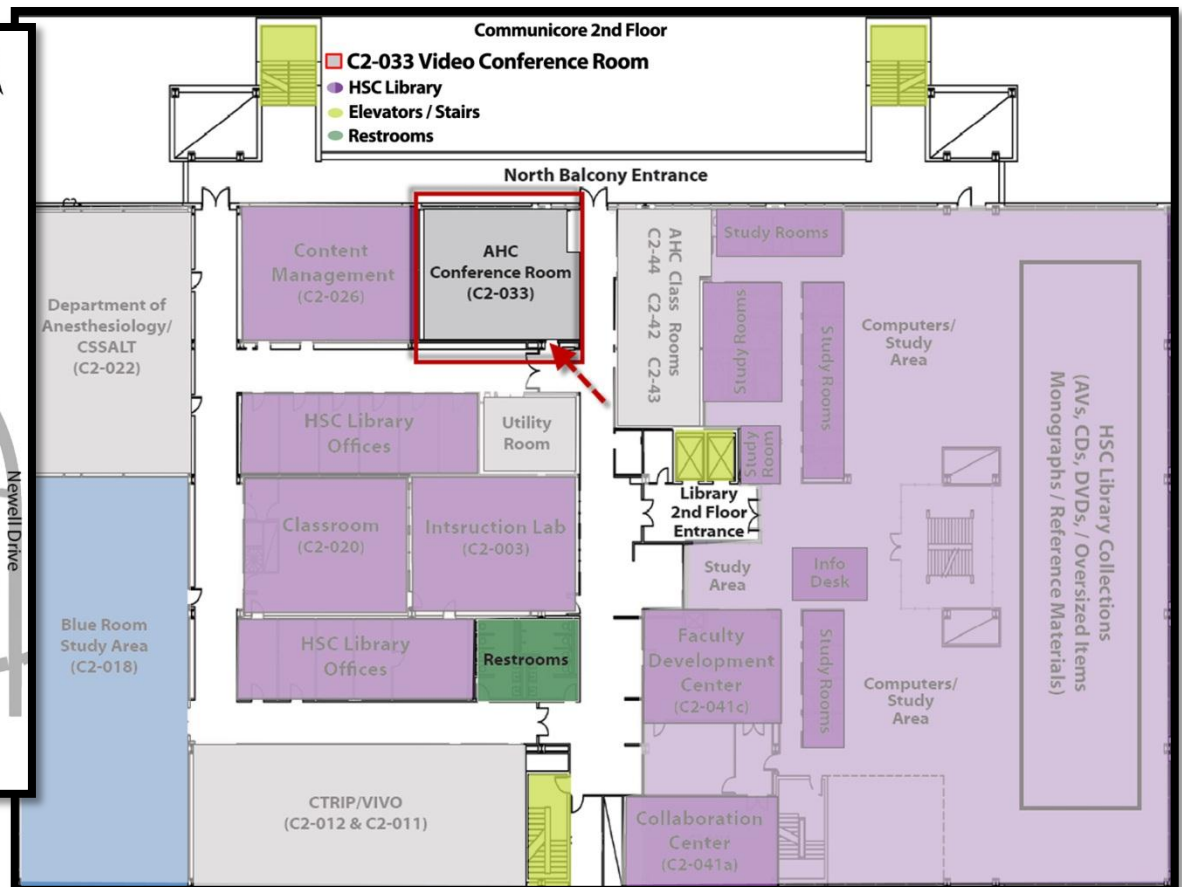 Communicore 2nd Floor
C2-033 Video Conference Room
HSC Library
Elevators / Stairs
Restrooms
North Balcony Entrance
Content
Management
(C2-026)
AHC
Conference Room
(C2-033)
AHC Class Rooms
C2-44 C2-42 C2-43
Study Rooms
Study Rooms
Study Rooms
Computers/
Study
Area
HSC Library Collections
(AVs, CDs, DVDs, / Oversized Items
Monographs / Reference Materials)
Department of
Anesthesiology/
CSSALT
(C2-022)
HSC Library
Offices
Utility
Room
Study
Room
Newell Drive
Library
2nd Floor
Entrance
Classroom
(C2-020)
Intsruction Lab
(C2-003)
Study
Area
Info
Desk
Blue Room
Study Area
(C2-018)
HSC Library
Offices
Restrooms
Faculty
Development
Center
(C2-041c)
Study Rooms
Computers/
Study
Area
CTRIP/VIVO
(C2-012 & C2-011)
Collaboration
Center
(C2-041a)